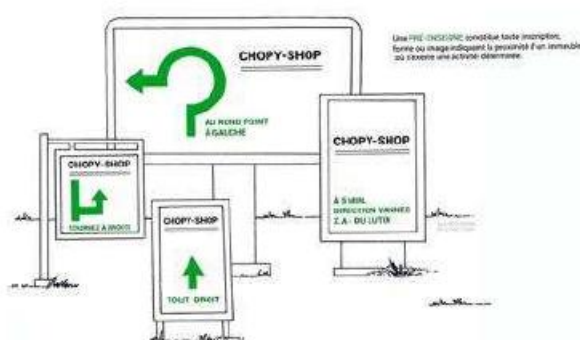 Une PRÉ-ENSEIGNE constitue toute inscription,
forme ou image indiquant la proximité d'un immeuble
où s'exerce une activité déterminée.
CHOPY-SHOP
AU ROND POINT
À GAUCHE
CHOPY-SHOP
À 5 MIN.
DIRECTION VANNES
Z.A. DU LUTIN
CHOPY-SHOP
TOURNEZ À DROITE
CHOPY-SHOP
TOUT DROIT